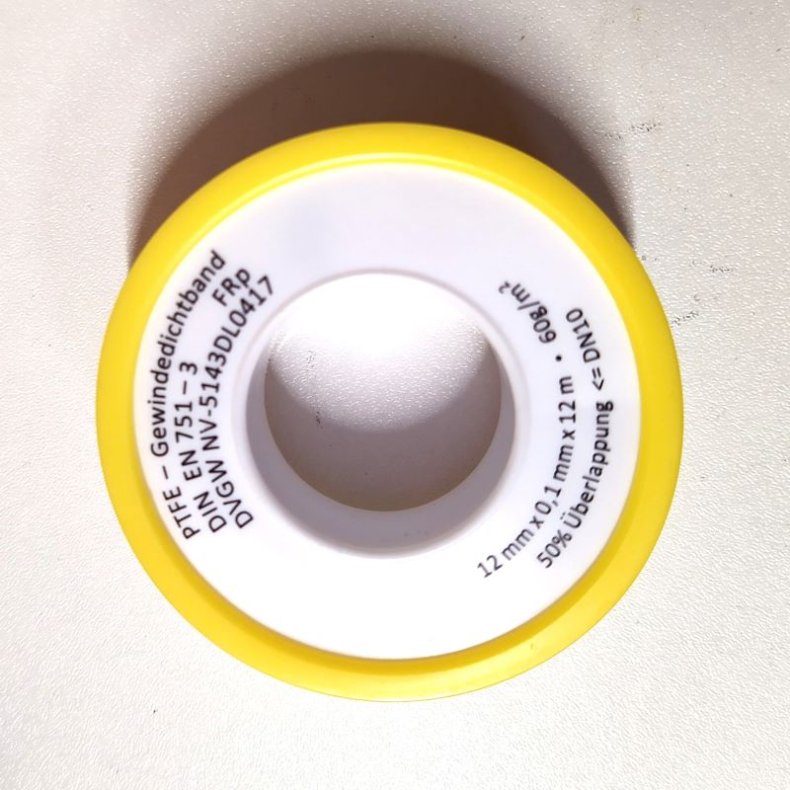 PTFE – Gewindedichtband
DIN EN 751 – 3 FRp
DVGW NV-5143DL0417
12 mm x 0,1 mm x 12 m • 60g/m²
50% Überlappung <= DN10